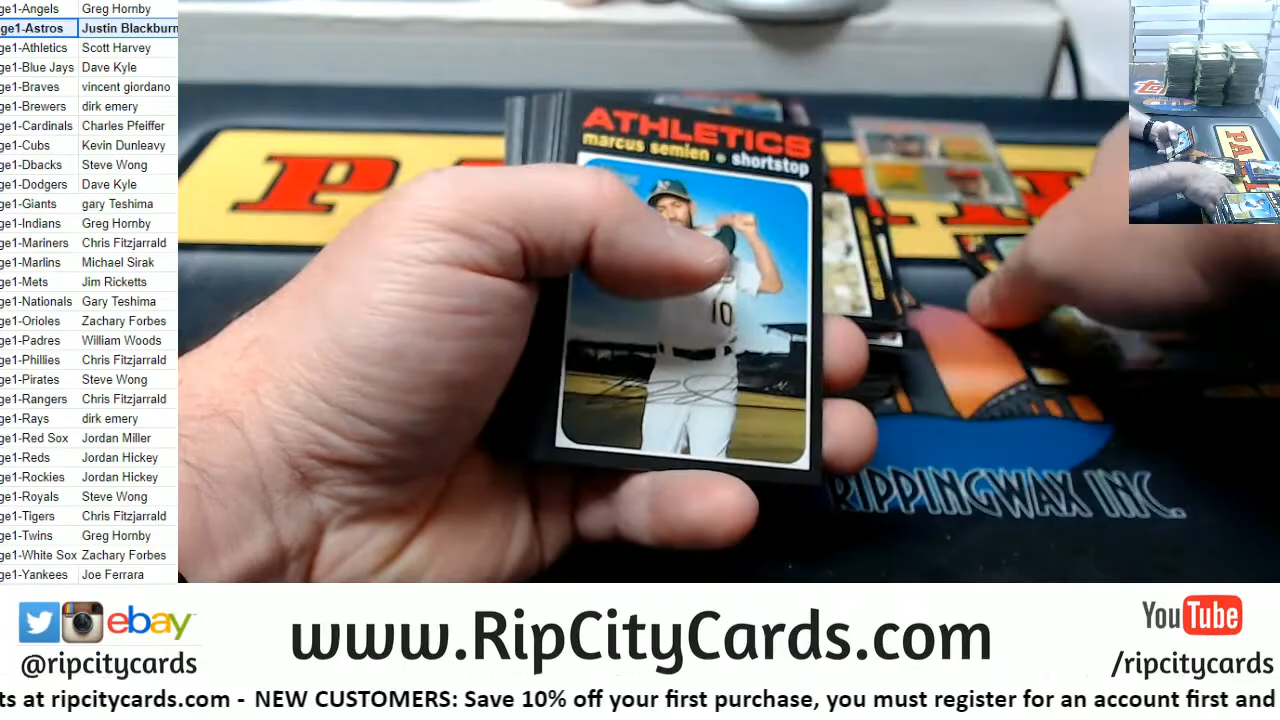 ge1-Angels Greg Hornby
ge1-Astros Justin Blackburn
ge1-Athletics Scott Harvey
ge1-Blue Jays Dave Kyle
ge1-Braves vincent giordano
ge1-Brewers dirk emery
ge1-Cardinals Charles Pfeiffer
ge1-Cubs Kevin Dunleavy
ge1-Dbacks Steve Wong
ge1-Dodgers Dave Kyle
ge1-Giants gary Teshima
ge1-Indians Greg Hornby
ge1-Mariners Chris Fitzjarrald
ge1-Marlins Michael Sirak
ge1-Mets Jim Ricketts
ge1-Nationals Gary Teshima
ge1-Orioles Zachary Forbes
ge1-Padres William Woods
ge1-Phillies Chris Fitzjarrald
ge1-Pirates Steve Wong
ge1-Rangers Chris Fitzjarrald
ge1-Rays dirk emery
ge1-Red Sox Jordan Miller
ge1-Reds Jordan Hickey
ge1-Rockies Jordan Hickey
ge1-Royals Steve Wong
ge1-Tigers Chris Fitzjarrald
ge1-Twins Greg Hornby
ge1-White Sox Zachary Forbes
ge1-Yankees Joe Ferrara
ATHLETICS
marcus semien • shortstop
10
P
RIPPINGWAX INC.
ebay
@ripcitycards
www.RipCityCards.com
YouTube
/ripcitycards
ts at ripcitycards.com - NEW CUSTOMERS: Save 10% off your first purchase, you must register for an account first and